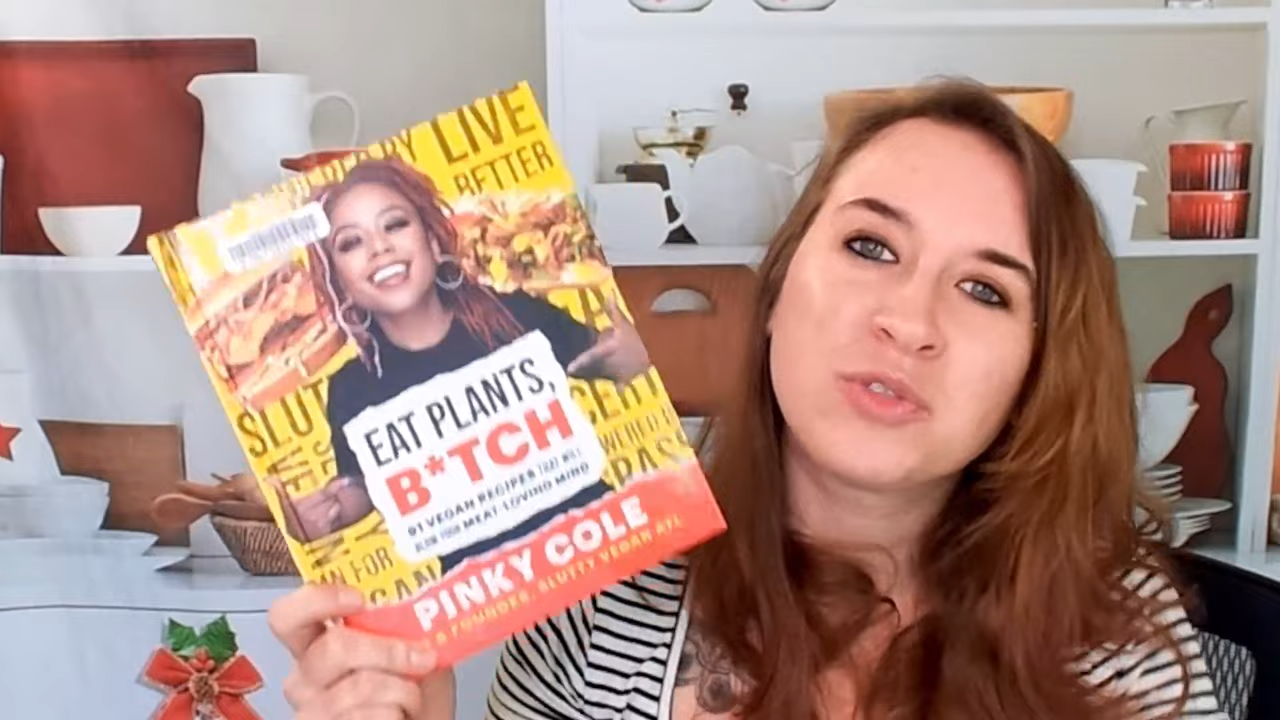 LIVE
BETTER
SLUT
EAT PLANTS,
B*TCH
91 VEGAN RECIPES THAT WILL
BLOW YOUR MEAT-LOVING MIND
PINKY COLE
FOUNDER, SLUTTY VEGAN ATL